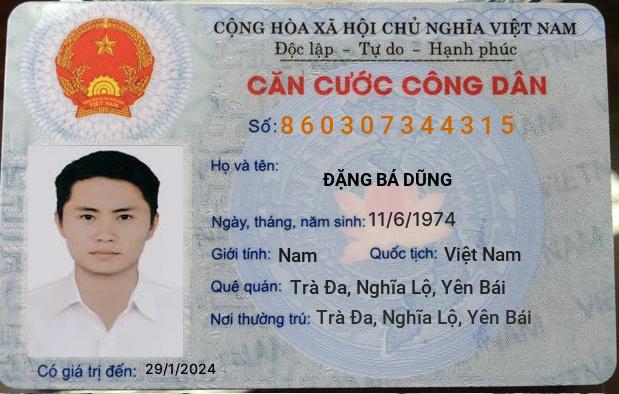 CỘNG HÒA XÃ HỘI CHỦ NGHĨA VIỆT NAM
Độc lập - Tự do - Hạnh phúc
CĂN CƯỚC CÔNG DÂN
Số: 860307344315
Họ và tên:
ĐẶNG BÁ DŨNG
Ngày, tháng, năm sinh: 11/6/1974
Giới tính: Nam Quốc tịch: Việt Nam
Quê quán: Trà Đa, Nghĩa Lộ, Yên Bái
Nơi thường trú: Trà Đa, Nghĩa Lộ, Yên Bái
Có giá trị đến: 29/1/2024
VIỆT NAM